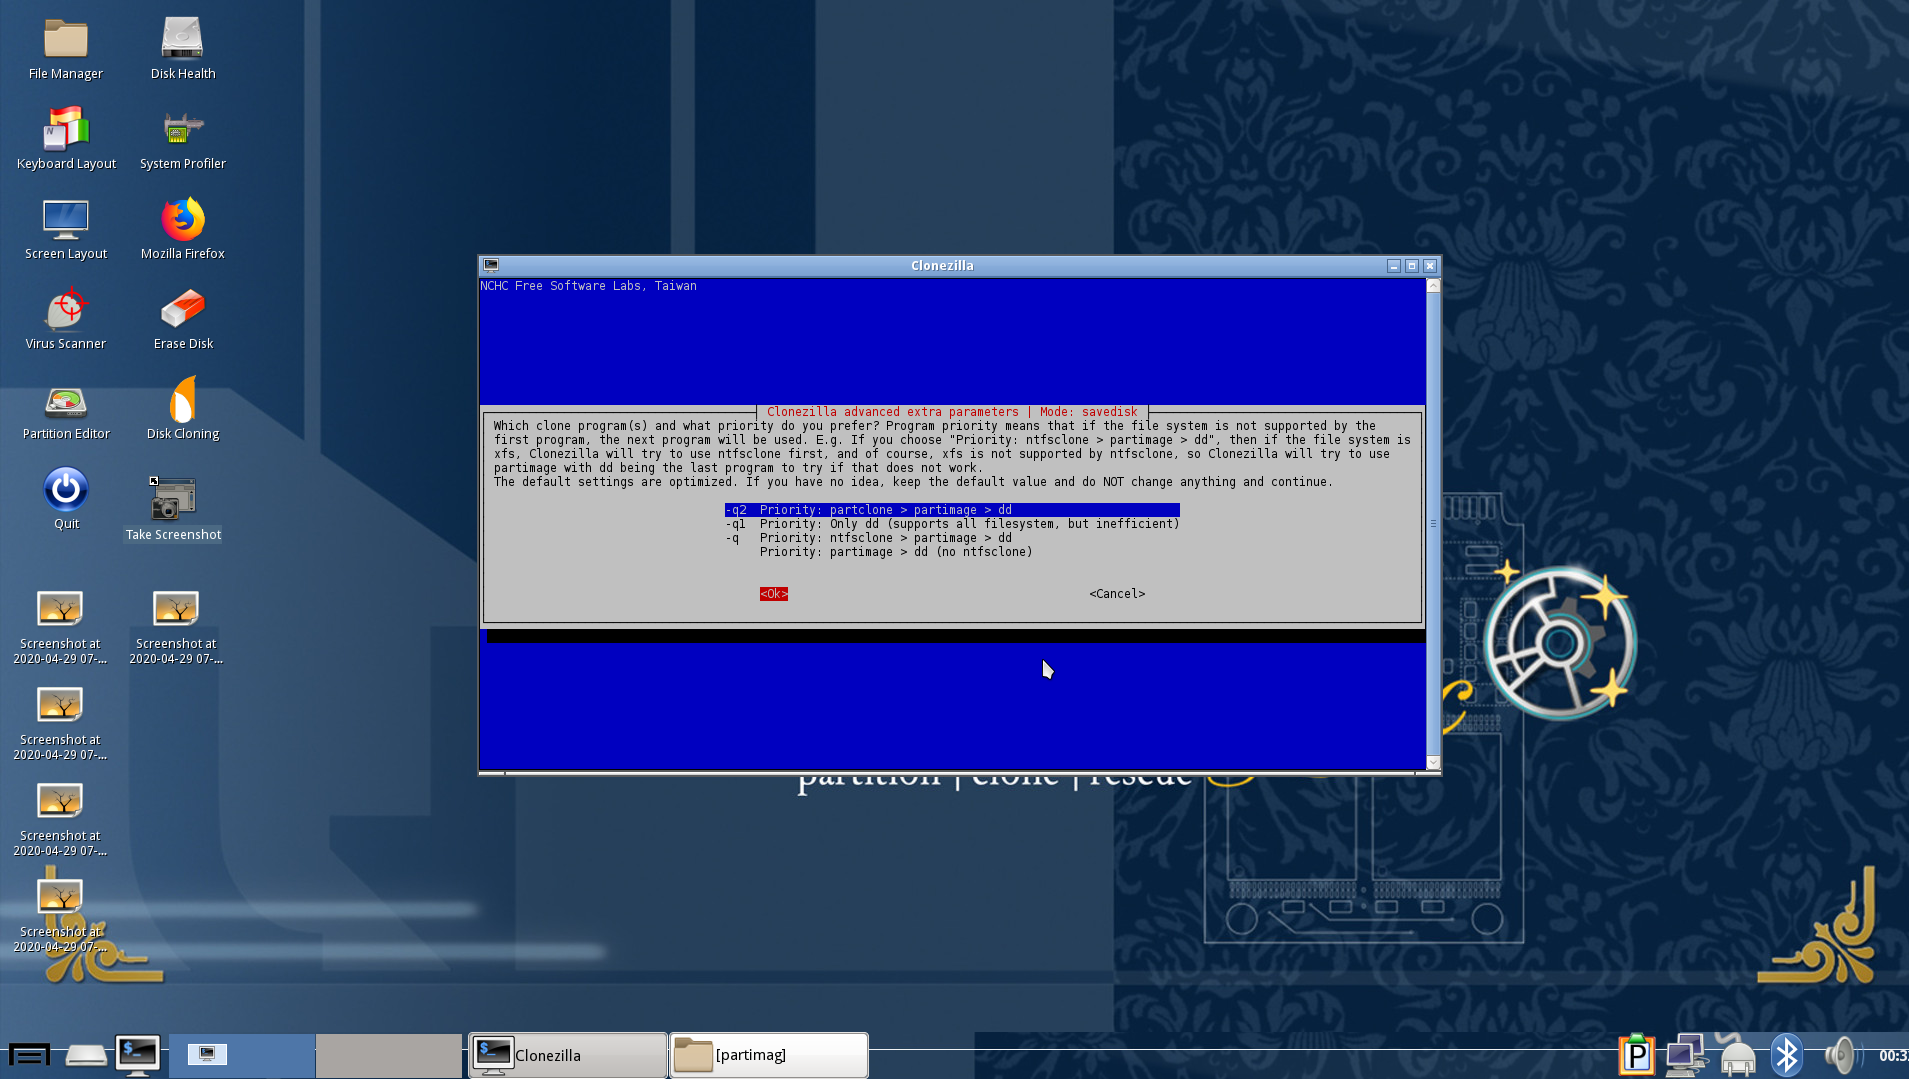 File Manager
Disk Health
Keyboard Layout
System Profiler
Screen Layout
Mozilla Firefox
Virus Scanner
Erase Disk
Partition Editor
Disk Cloning
Quit
Take Screenshot
Screenshot at
2020-04-29 07-...
Screenshot at
2020-04-29 07-...
Screenshot at
2020-04-29 07-...
Screenshot at
2020-04-29 07-...
Screenshot at
2020-04-29 07-...
Clonezilla
NCHC Free Software Labs, Taiwan
Clonezilla advanced extra parameters | Mode: savedisk
Which clone program(s) and what priority do you prefer? Program priority means that if the file system is not supported by the
first program, the next program will be used. E.g. If you choose "Priority: ntfsclone > partimage > dd", then if the file system is
xfs, Clonezilla will try to use ntfsclone first, and of course, xfs is not supported by ntfsclone, so Clonezilla will try to use
partimage with dd being the last program to try if that does not work.
The default settings are optimized. If you have no idea, keep the default value and do NOT change anything and continue.
-q2 Priority: partclone > partimage > dd
-q1 Priority: Only dd (supports all filesystem, but inefficient)
-q Priority: ntfsclone > partimage > dd
Priority: partimage > dd (no ntfsclone)
<Ok>
<Cancel>
partition | clone | rescue
Clonezilla
[partimag]
P